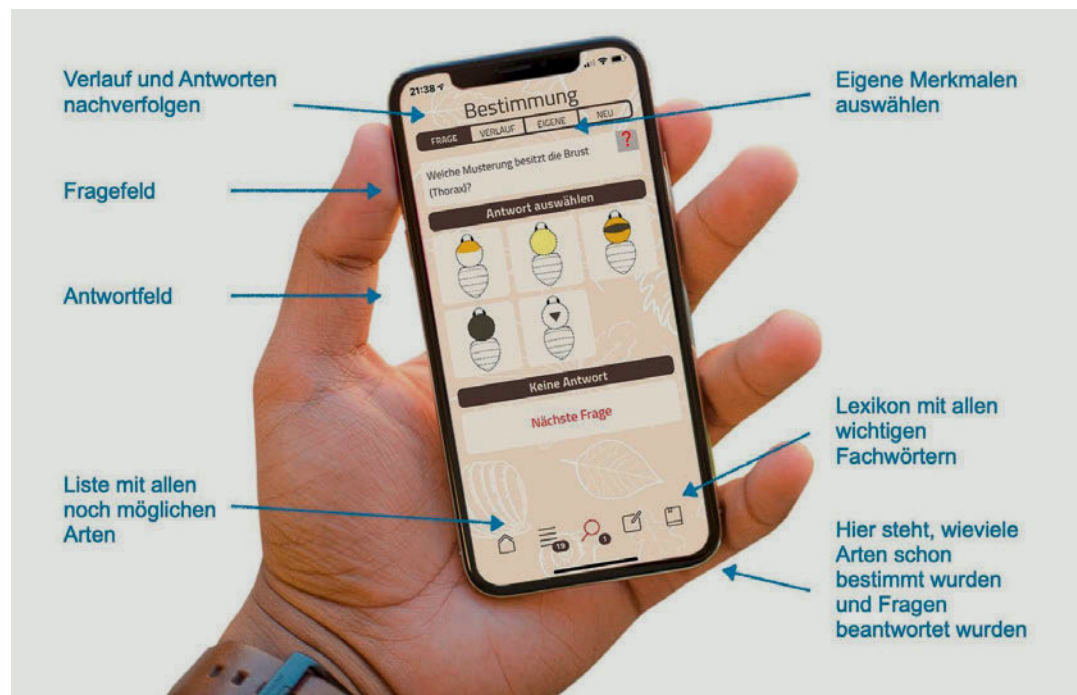 Verlauf und Antworten
nachverfolgen
Fragefeld
Antwortfeld
Liste mit allen
noch möglichen
Arten
21:38
Bestimmung
FRAGE VERLAUF EIGENE NEU
Welche Musterung besitzt die Brust
(Thorax)?
?
Antwort auswählen
Keine Antwort
Nächste Frage
19 1
Eigene Merkmalen
auswählen
Lexikon mit allen
wichtigen
Fachwörtern
Hier steht, wieviele
Arten schon
bestimmt wurden
und Fragen
beantwortet wurden